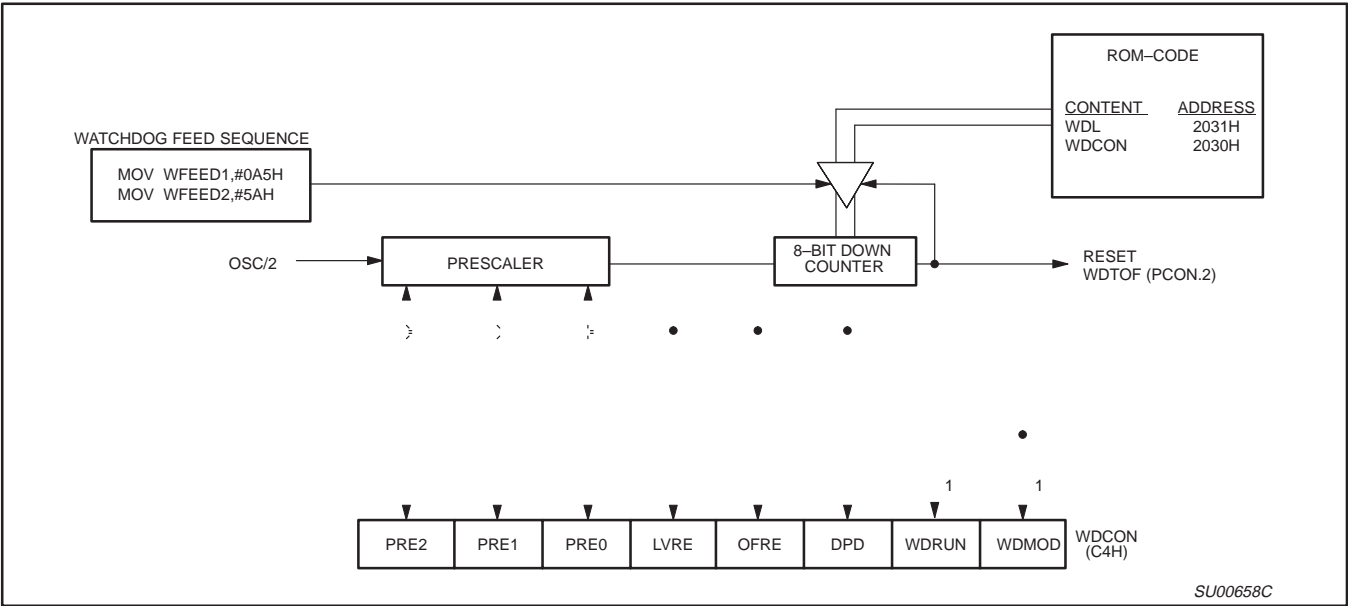 ROM–CODE
CONTENT ADDRESS
WDL 2031H
WDCON 2030H
WATCHDOG FEED SEQUENCE
MOV WFEED1,#0A5H
MOV WFEED2,#5AH
OSC/2
PRESCALER
8–BIT DOWN
COUNTER
RESET
WDTOF (PCON.2)
1 1
PRE2 PRE1 PRE0 LVRE OFRE DPD WDRUN WDMOD
WDCON
(C4H)
SU00658C